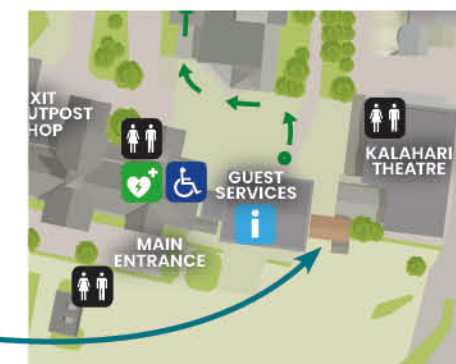 XIT
UTPOST
HOP
KALAHARI
THEATRE
GUEST
SERVICES
i
MAIN
ENTRANCE